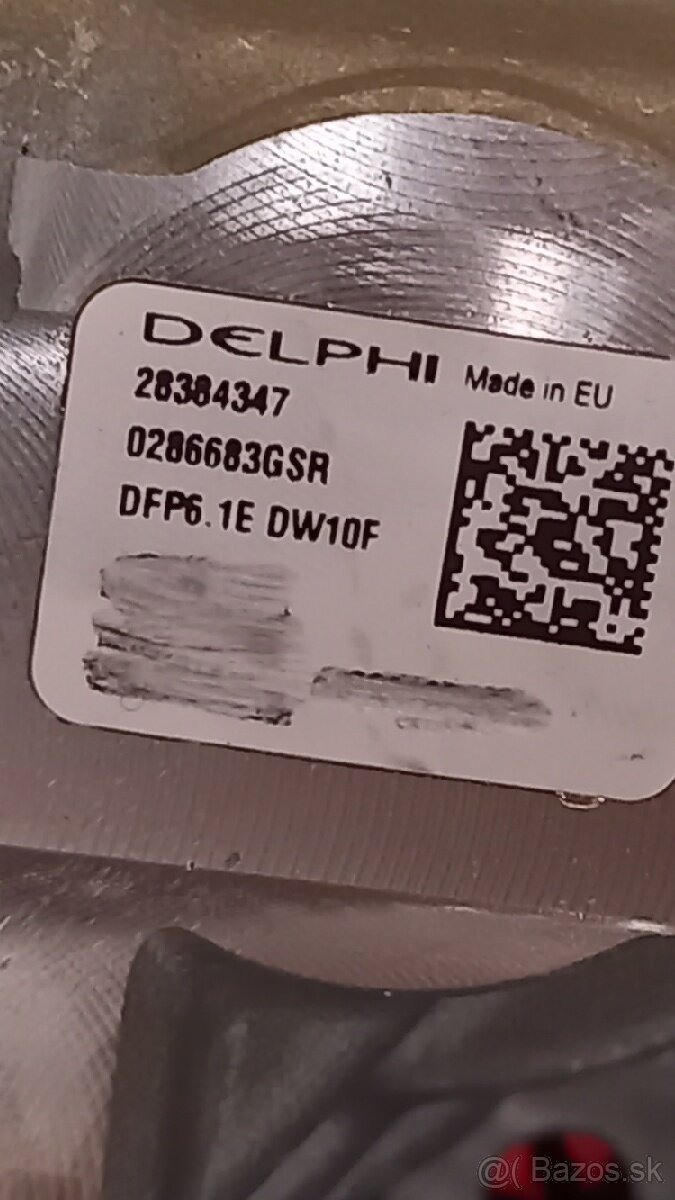 DELPHI Made in EU
28384347
0286683GSR
DFP6.1E DW10F
@( Bazos.sk